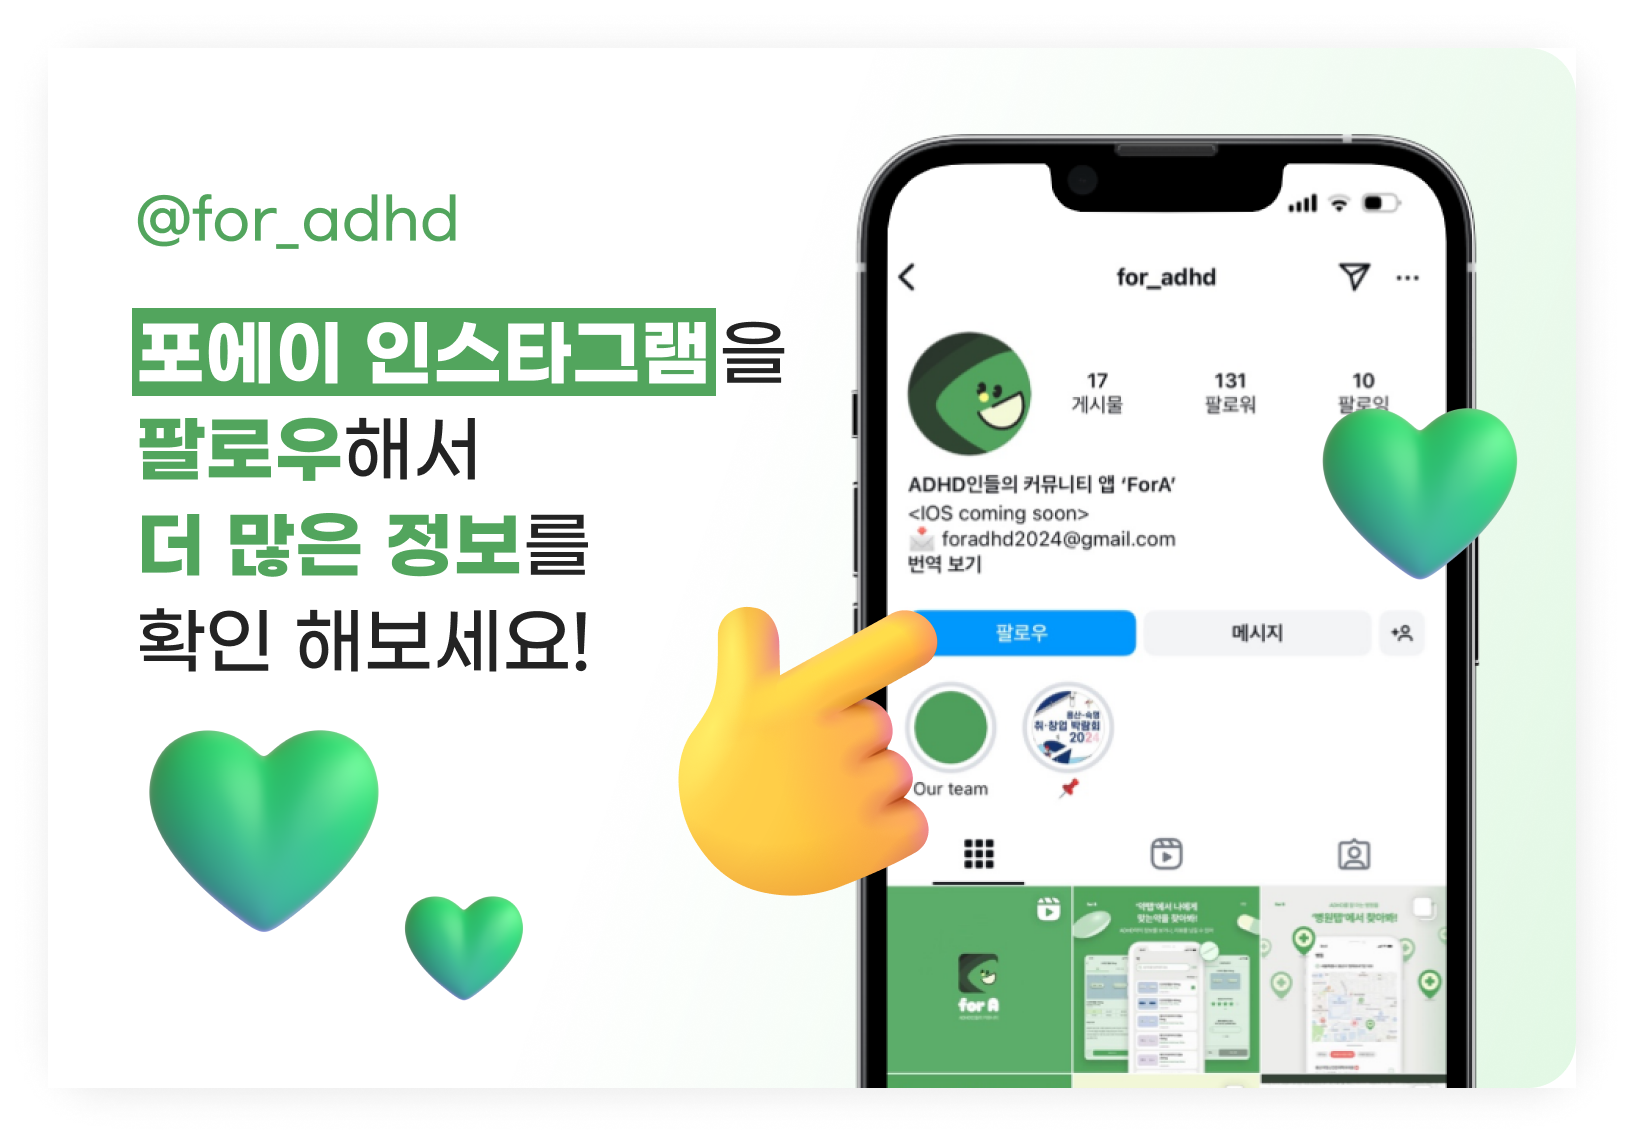 @for_adhd
포에이 인스타그램을
팔로우해서
더 많은 정보를
확인 해보세요!
for_adhd
17 131 10
게시물 팔로워 팔로잉
ADHD인들의 커뮤니티 앱 ‘ForA’
<IOS coming soon>
foradhd2024@gmail.com
번역 보기
팔로우 메시지
용산-숙명
취·창업 박람회
2024
Our team
for A
'약탭'에서 나에게
맞는약을 찾아봐!
'병원탭'에서 찾아봐!